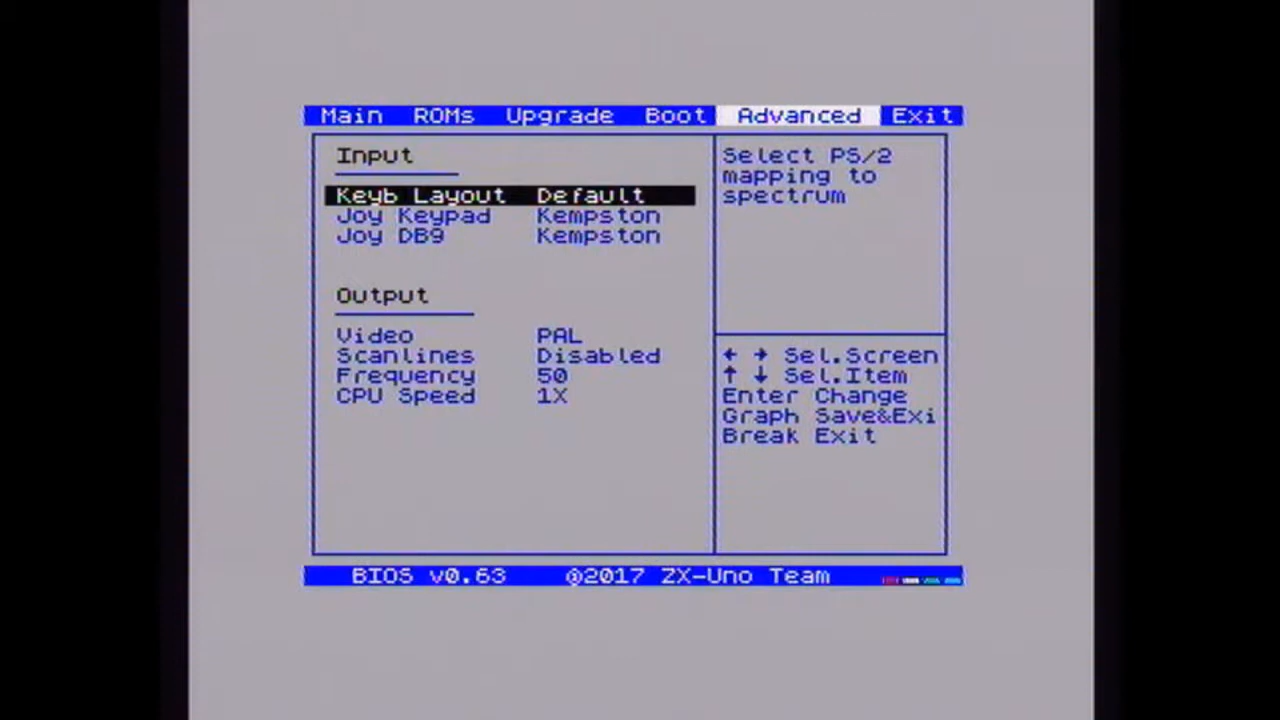 Main ROMs Upgrade Boot Advanced Exit
Input
Keyb Layout Default
Joy Keypad Kempston
Joy DB9 Kempston
Output
Video PAL
Scanlines Disabled
Frequency 50
CPU Speed 1X
Select PS/2
mapping to
spectrum
← → Sel.Screen
↑ ↓ Sel.Item
Enter Change
Graph Save&Exi
Break Exit
BIOS v0.63 ©2017 ZX-Uno Team